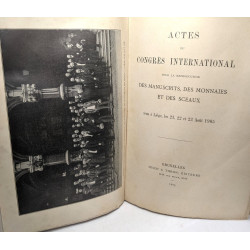 ACTES
DU
CONGRÈS INTERNATIONAL
POUR LA REPRODUCTION
DES MANUSCRITS, DES MONNAIES
ET DES SCEAUX
tenu à Liège, les 21, 22 et 23 Août 1905
BRUXELLES
ÉDITEURS